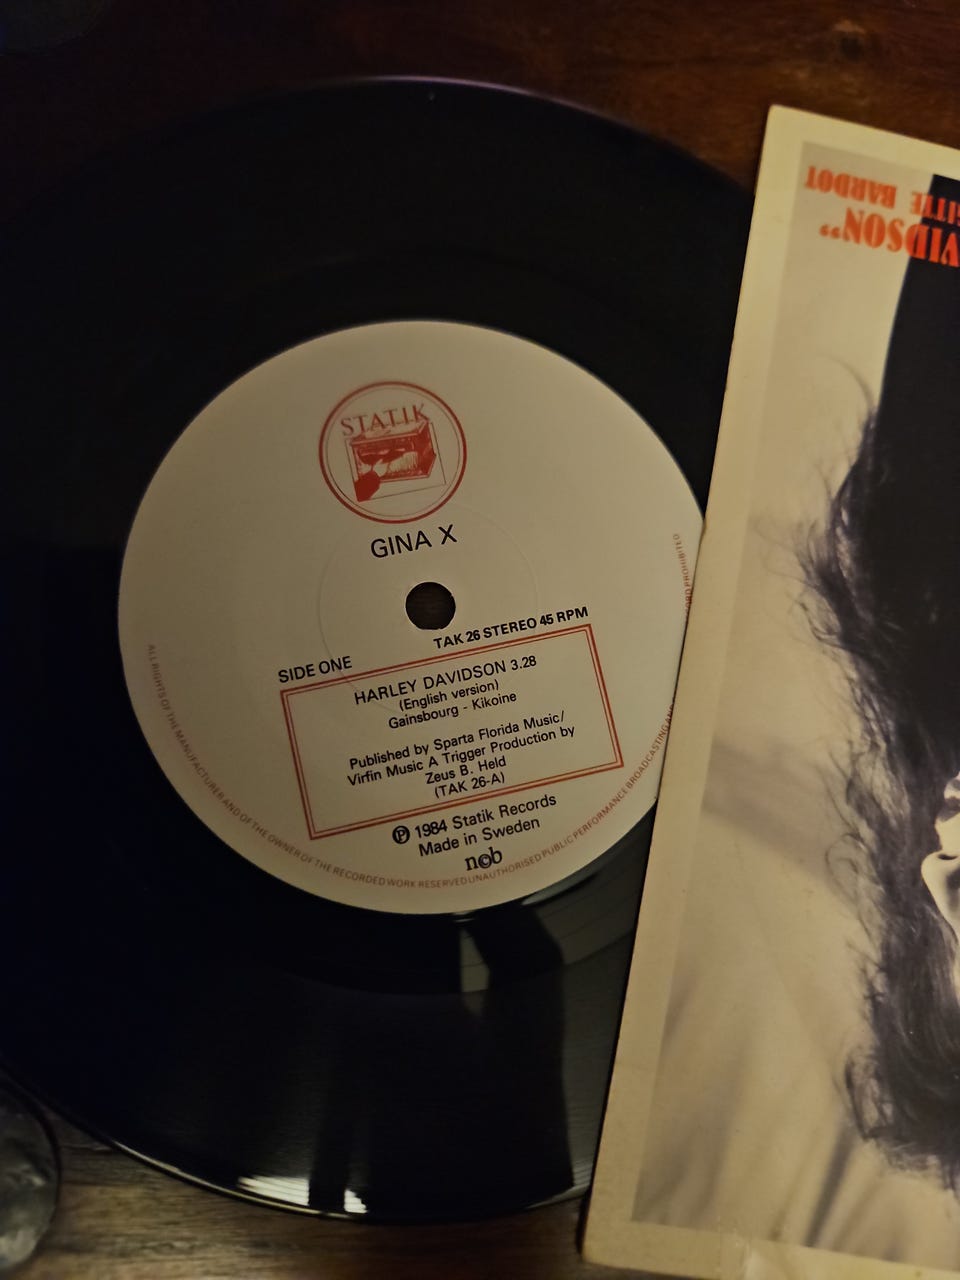 STATIK
GINA X
SIDE ONE
TAK 26 STEREO 45 RPM
HARLEY DAVIDSON 3.28
(English version)
Gainsbourg - Kikoine
Published by Sparta Florida Music/
Virfin Music A Trigger Production by
Zeus B. Held
(TAK 26-A)
℗ 1984 Statik Records
Made in Sweden
ncb
ALL RIGHTS OF THE MANUFACTURER AND OF THE OWNER OF THE RECORDED WORK RESERVED UNAUTHORISED PUBLIC PERFORMANCE BROADCASTING AND
ORD PROHIBITED
VIDSON"
GITTE BARDOT